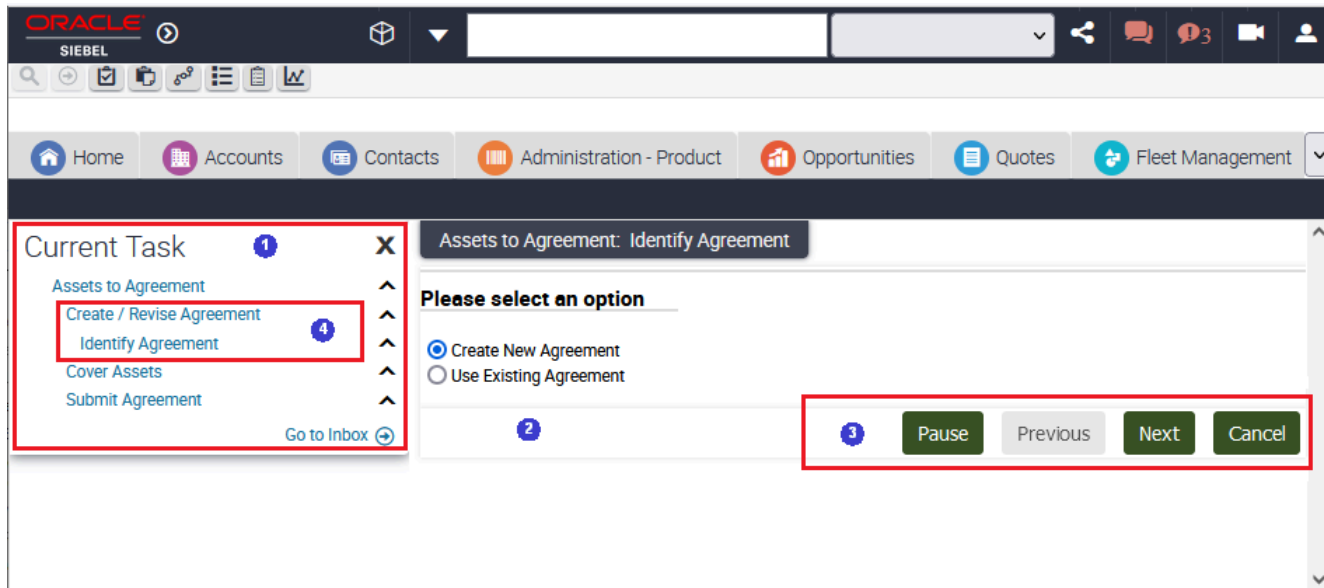 ORACLE
SIEBEL
3
Home Accounts Contacts Administration - Product Opportunities Quotes Fleet Management
Current Task 1 X
Assets to Agreement
Create / Revise Agreement
4
Identify Agreement
Cover Assets
Submit Agreement
Go to Inbox
Assets to Agreement: Identify Agreement
Please select an option
Create New Agreement
Use Existing Agreement
2
3 Pause Previous Next Cancel